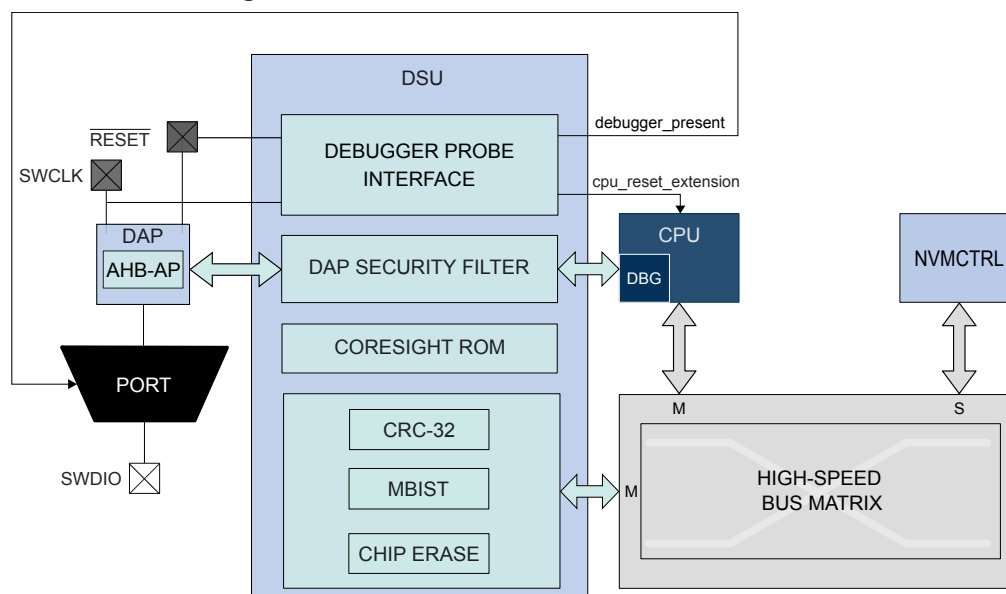 DSU
debugger_present
RESET
DEBUGGER PROBE
INTERFACE
SWCLK
cpu_reset_extension
DAP
AHB-AP
DAP SECURITY FILTER
CPU
DBG
NVMCTRL
CORESIGHT ROM
PORT
M
S
CRC-32
SWDIO
MBIST
M
HIGH-SPEED
BUS MATRIX
CHIP ERASE